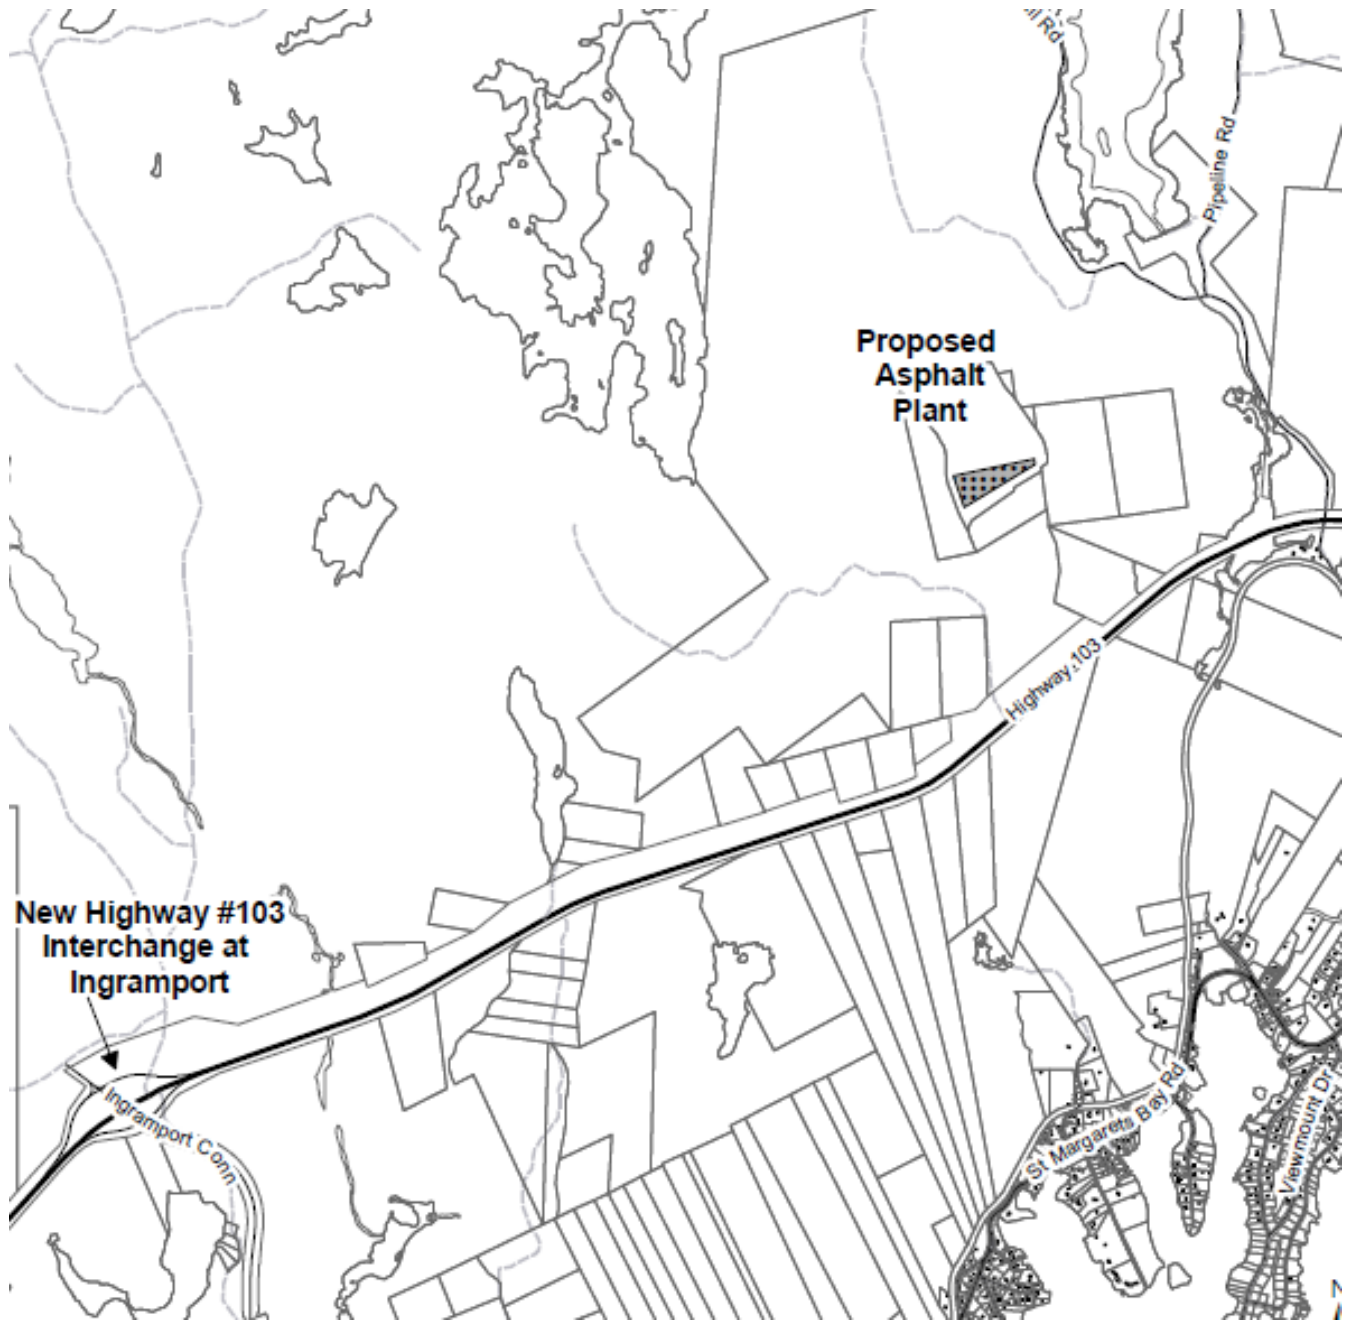 Rd
Pipeline Rd
Proposed
Asphalt
Plant
Highway 103
New Highway #103
Interchange at
Ingramport
Ingramport Conn
St Margarets Bay Rd
Viewmount Dr